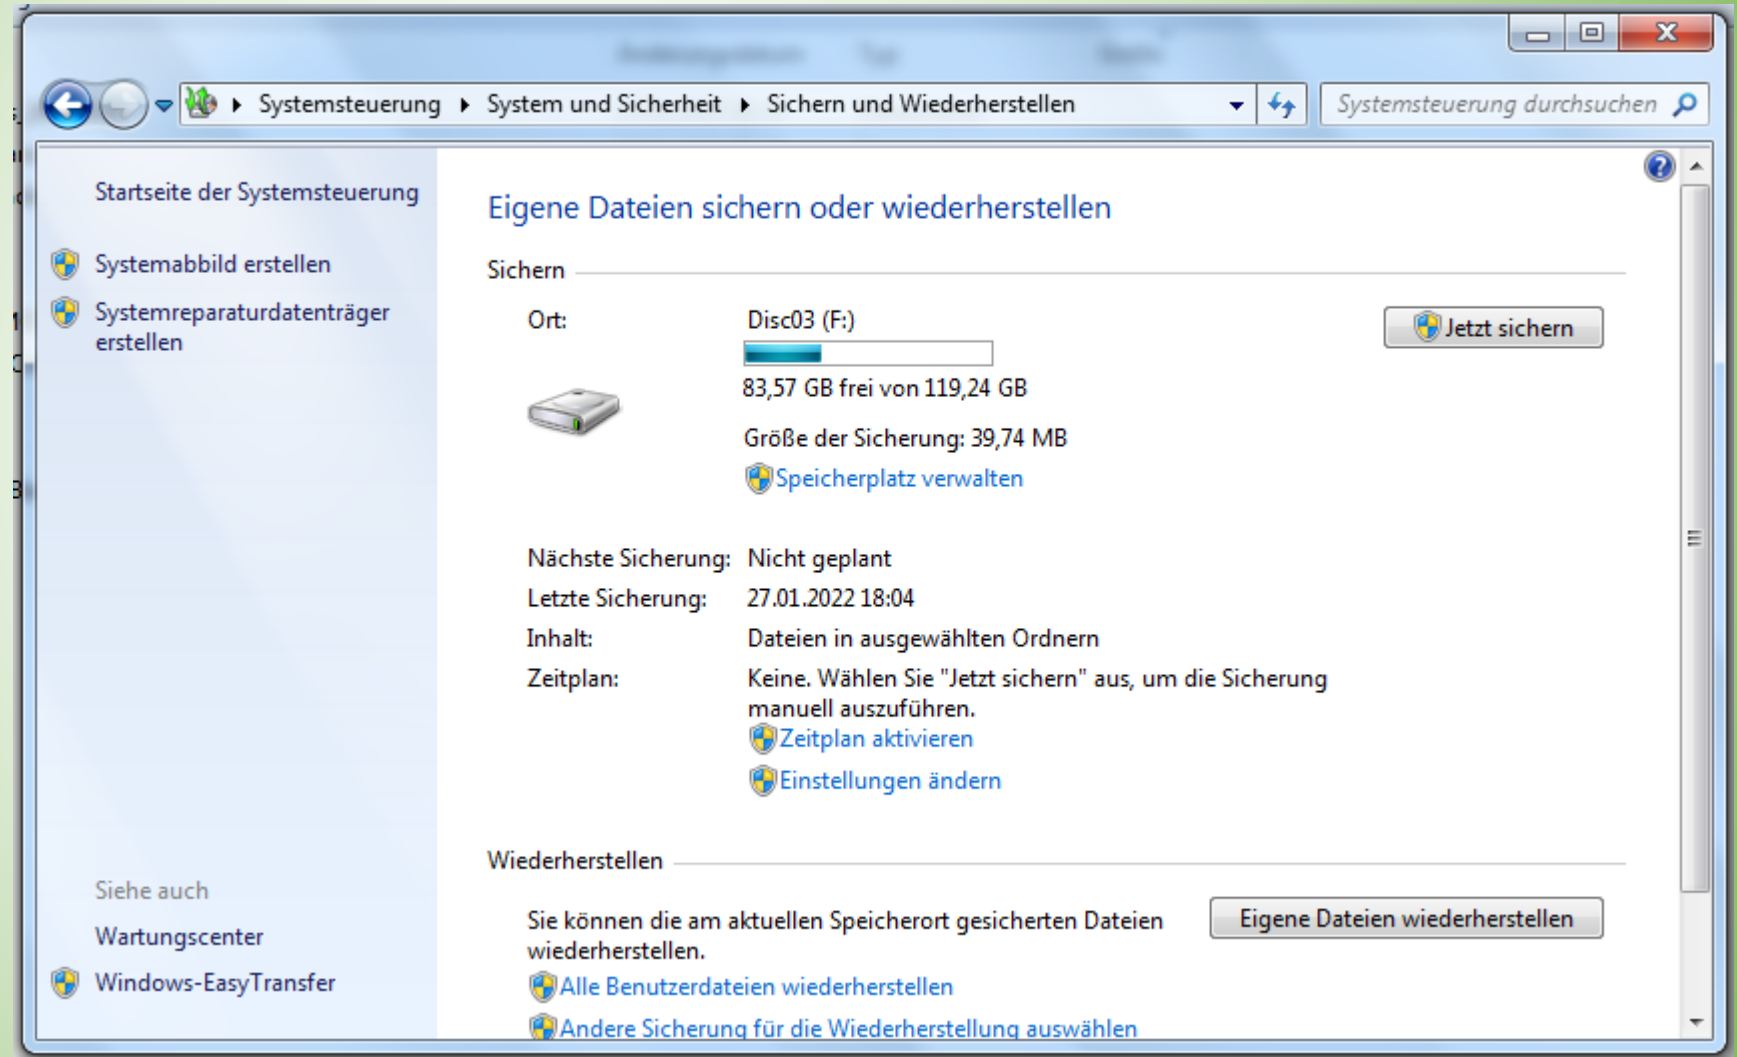 Systemsteuerung System und Sicherheit Sichern und Wiederherstellen
Systemsteuerung durchsuchen
Startseite der Systemsteuerung
Systemabbild erstellen
Systemreparaturdatenträger
erstellen
Siehe auch
Wartungscenter
Windows-EasyTransfer
Eigene Dateien sichern oder wiederherstellen
Sichern
Ort: Disc03 (F:)
Jetzt sichern
83,57 GB frei von 119,24 GB
Größe der Sicherung: 39,74 MB
Speicherplatz verwalten
Nächste Sicherung: Nicht geplant
Letzte Sicherung: 27.01.2022 18:04
Inhalt: Dateien in ausgewählten Ordnern
Zeitplan: Keine. Wählen Sie "Jetzt sichern" aus, um die Sicherung
manuell auszuführen.
Zeitplan aktivieren
Einstellungen ändern
Wiederherstellen
Sie können die am aktuellen Speicherort gesicherten Dateien
wiederherstellen.
Eigene Dateien wiederherstellen
Alle Benutzerdateien wiederherstellen
Andere Sicherung für die Wiederherstellung auswählen